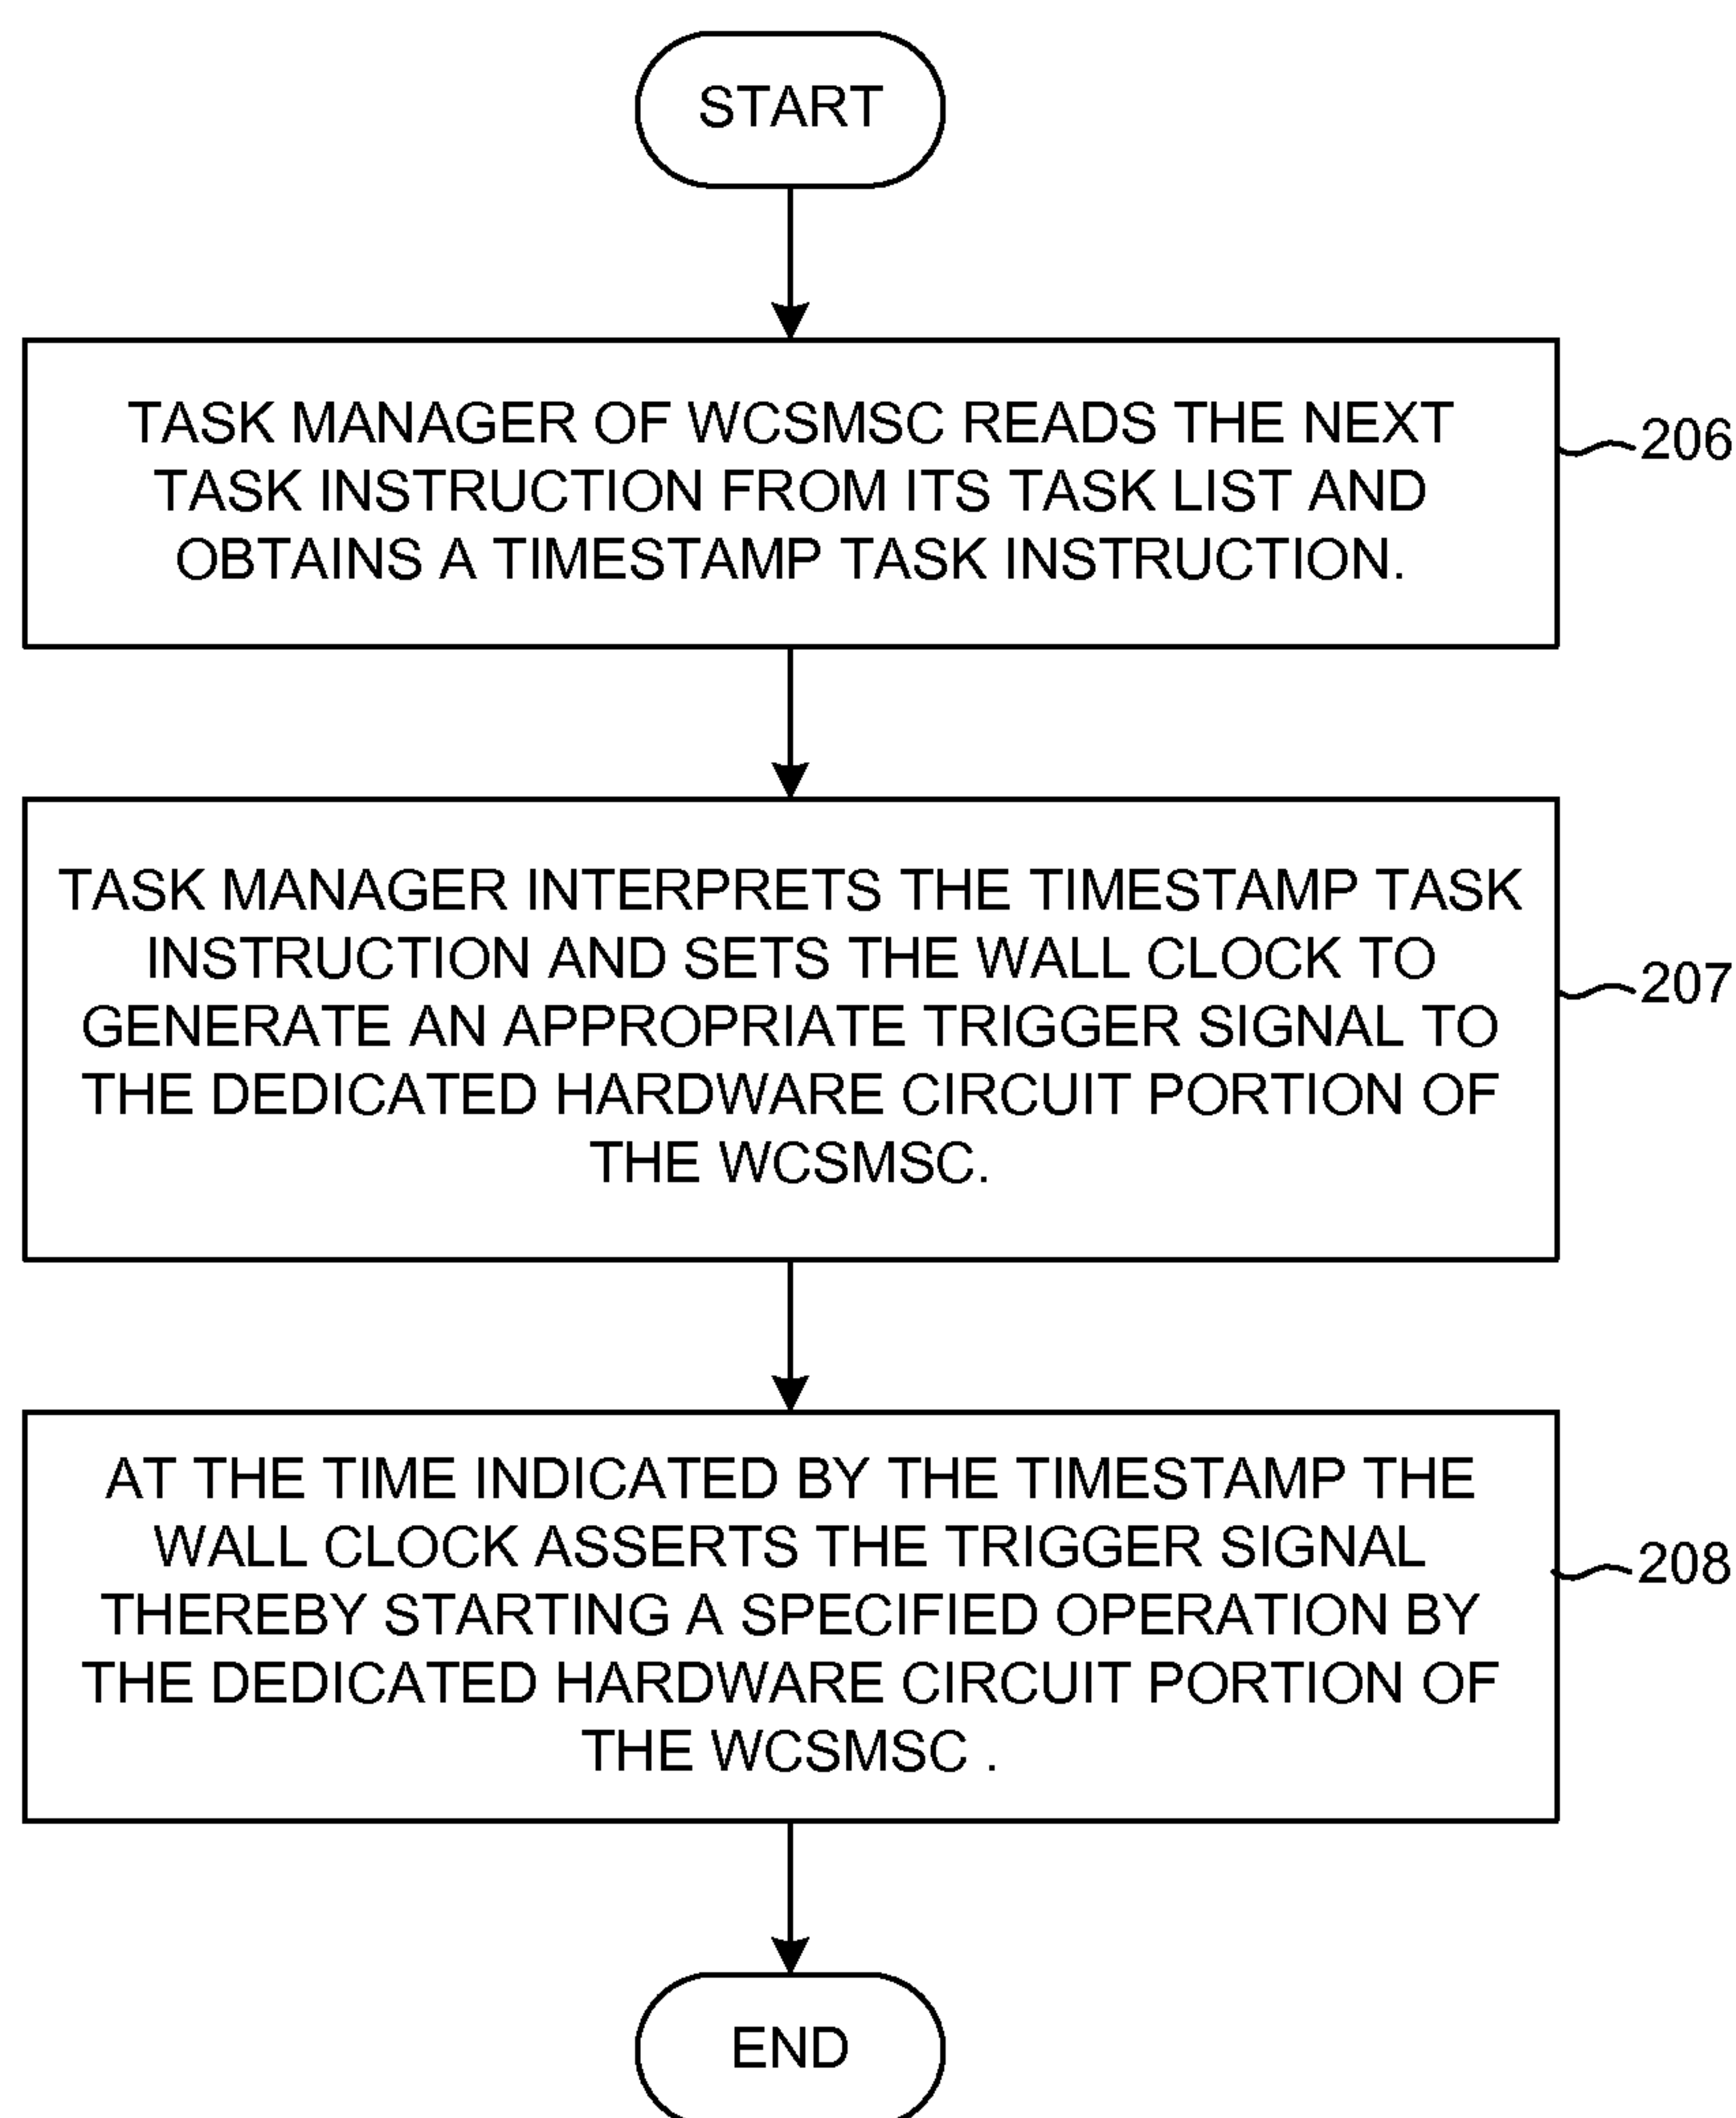 START
TASK MANAGER OF WCSMSC READS THE NEXT
TASK INSTRUCTION FROM ITS TASK LIST AND
OBTAINS A TIMESTAMP TASK INSTRUCTION.
206
TASK MANAGER INTERPRETS THE TIMESTAMP TASK
INSTRUCTION AND SETS THE WALL CLOCK TO
GENERATE AN APPROPRIATE TRIGGER SIGNAL TO
THE DEDICATED HARDWARE CIRCUIT PORTION OF
THE WCSMSC.
207
AT THE TIME INDICATED BY THE TIMESTAMP THE
WALL CLOCK ASSERTS THE TRIGGER SIGNAL
THEREBY STARTING A SPECIFIED OPERATION BY
THE DEDICATED HARDWARE CIRCUIT PORTION OF
THE WCSMSC .
208
END